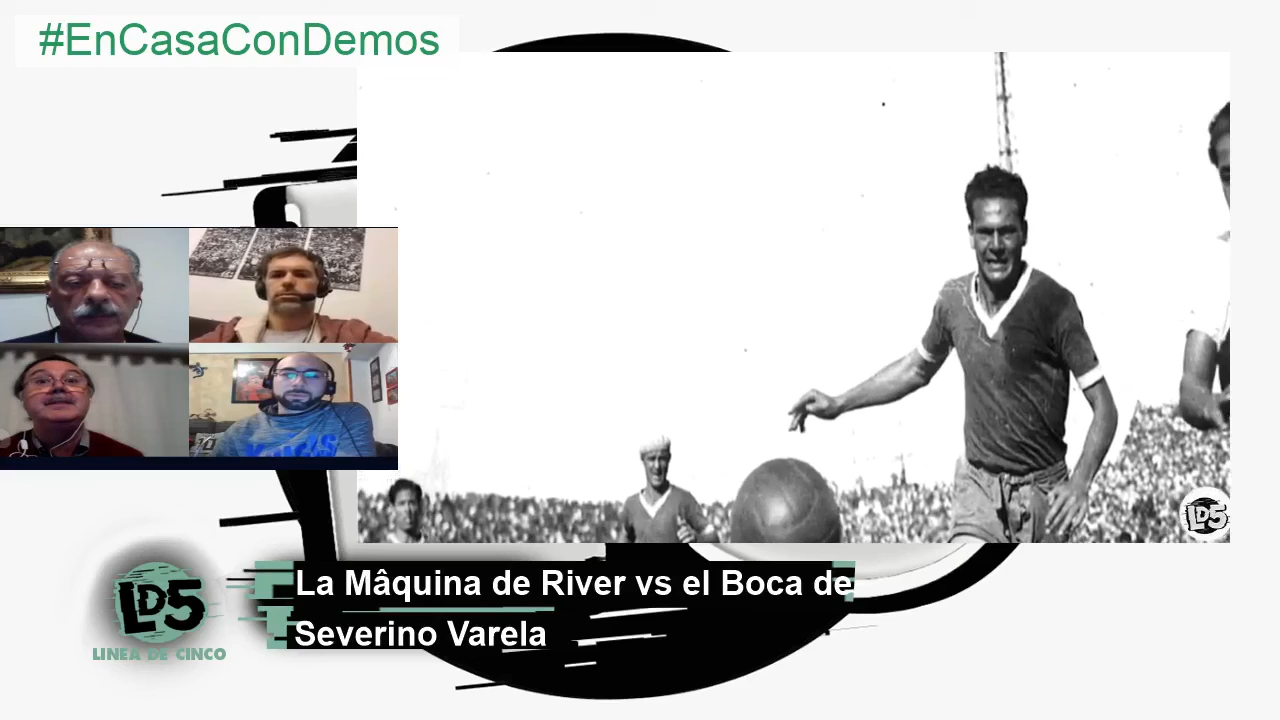 #EnCasaConDemos
LD5
LD5
LINEA DE CINCO
La Mâquina de River vs el Boca de
Severino Varela